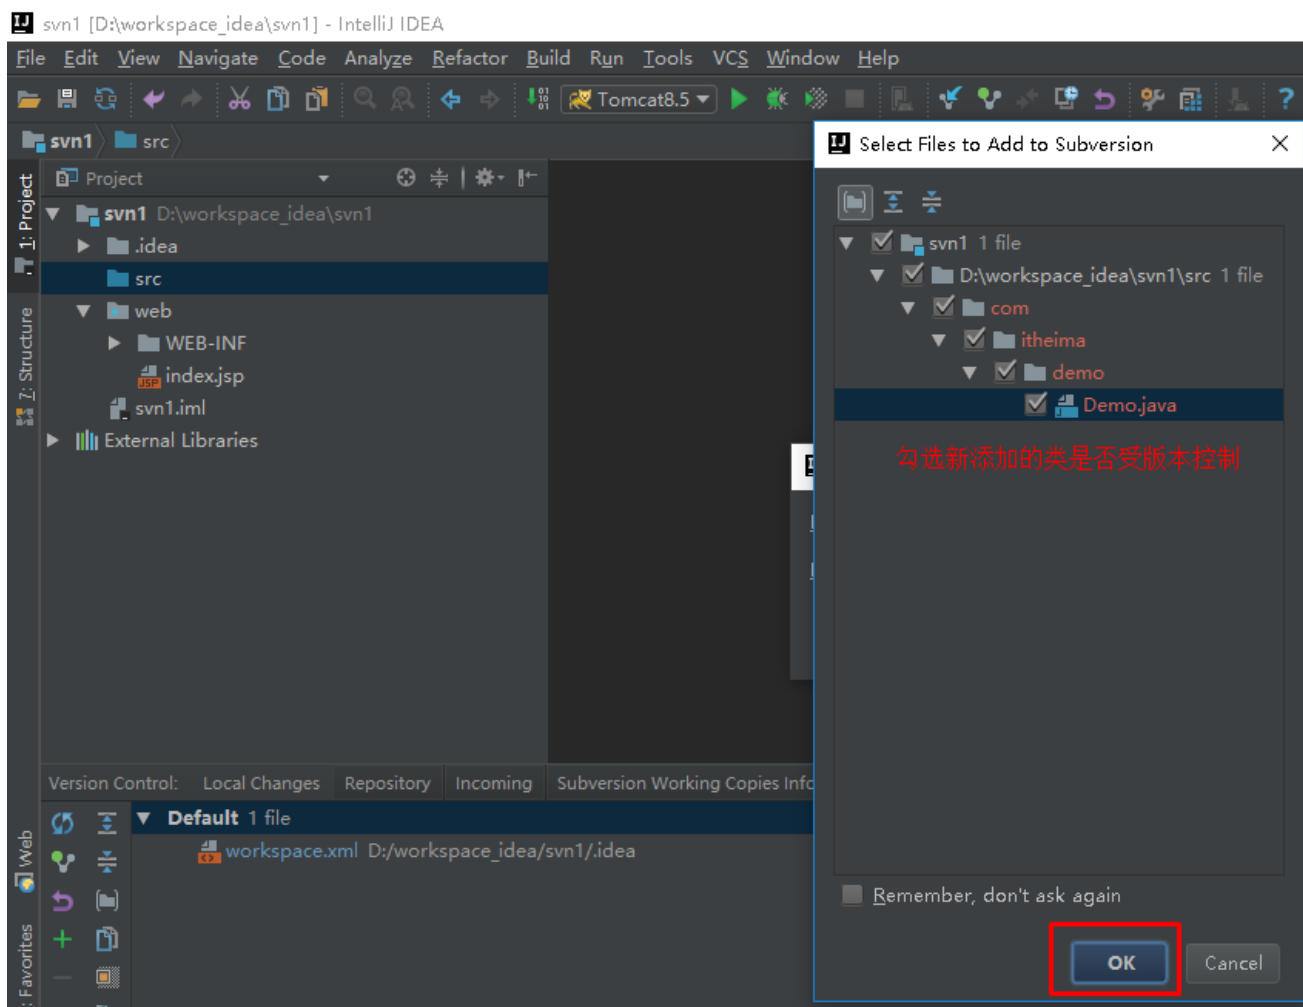 svn1 [D:\workspace_idea\svn1] - IntelliJ IDEA
File Edit View Navigate Code Analyze Refactor Build Run Tools VCS Window Help
Tomcat8.5
svn1 src
Project
svn1 D:\workspace_idea\svn1
.idea
src
web
WEB-INF
index.jsp
svn1.iml
External Libraries
1: Project
7: Structure
Web
Favorites
Select Files to Add to Subversion
svn1 1 file
D:\workspace_idea\svn1\src 1 file
com
itheima
demo
Demo.java
勾选新添加的类是否受版本控制
Remember, don't ask again
OK Cancel
Version Control: Local Changes Repository Incoming Subversion Working Copies Info
Default 1 file
workspace.xml D:/workspace_idea/svn1/.idea